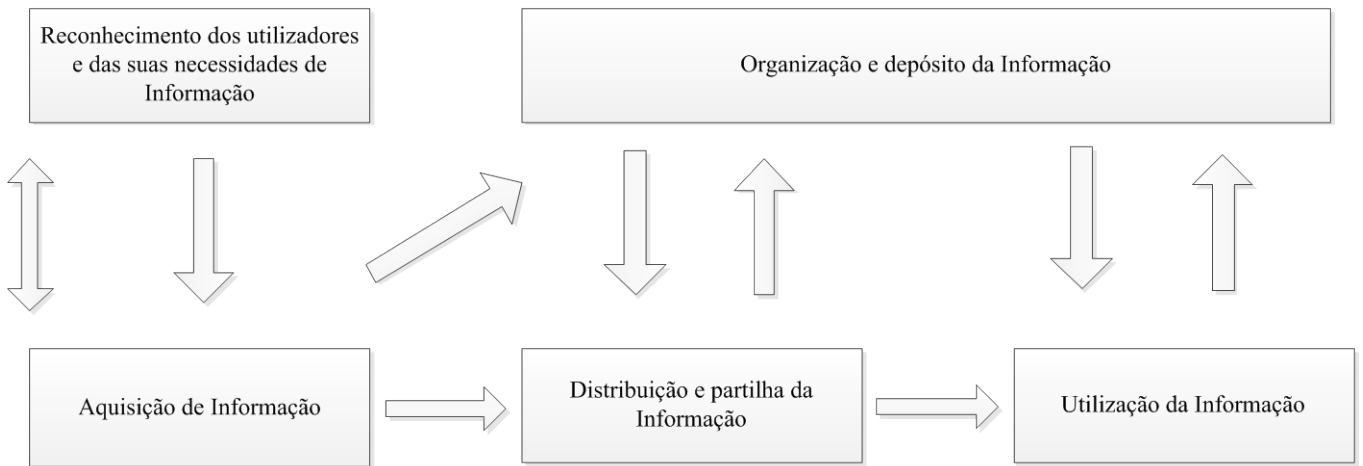 Reconhecimento dos utilizadores
e das suas necessidades de
Informação
Organização e depósito da Informação
Aquisição de Informação
Distribuição e partilha da
Informação
Utilização da Informação